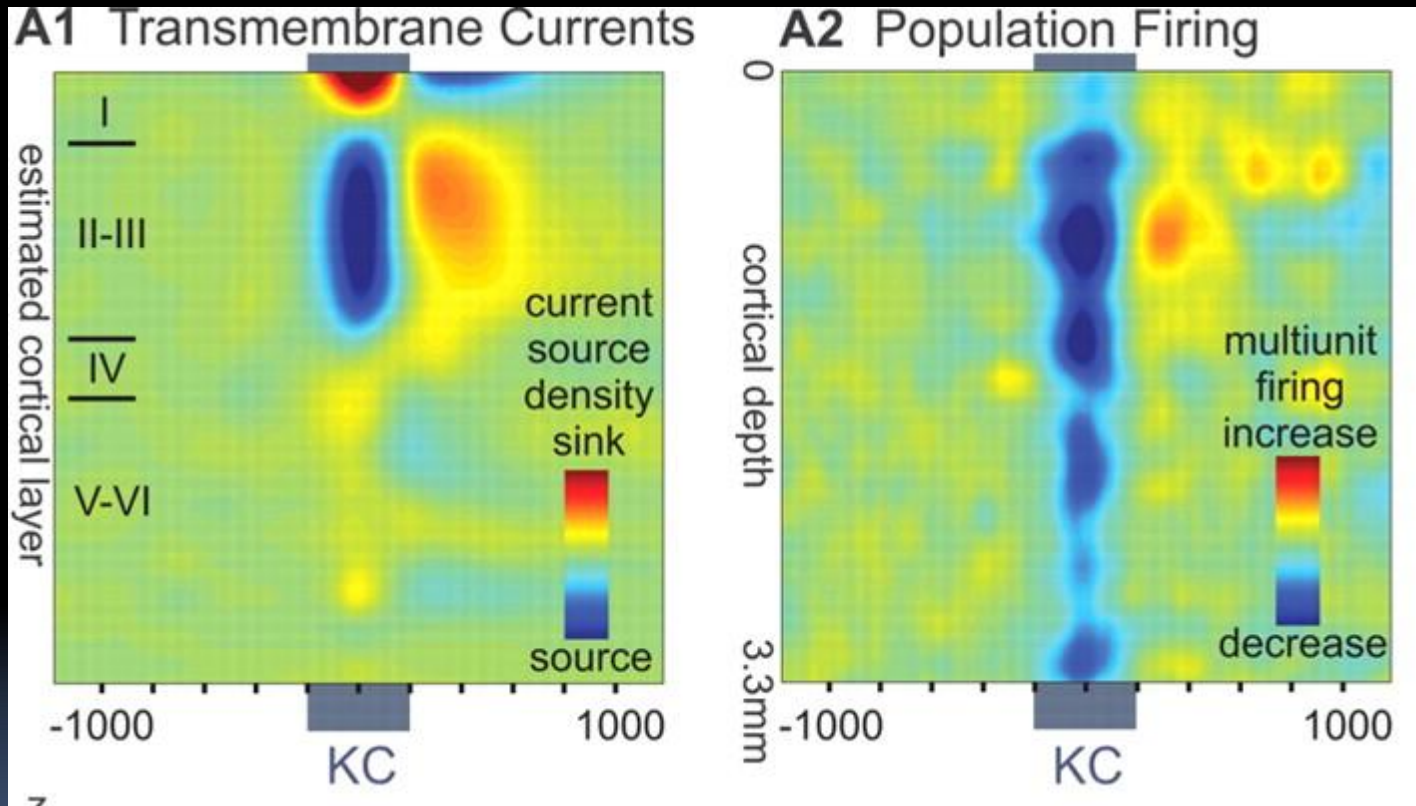 A1 Transmembrane Currents
I
II-III
IV
V-VI
estimated cortical layer
current
source
density
sink
source
-1000
1000
KC
A2 Population Firing
0
cortical depth
3.3mm
multiunit
firing
increase
decrease
-1000
1000
KC